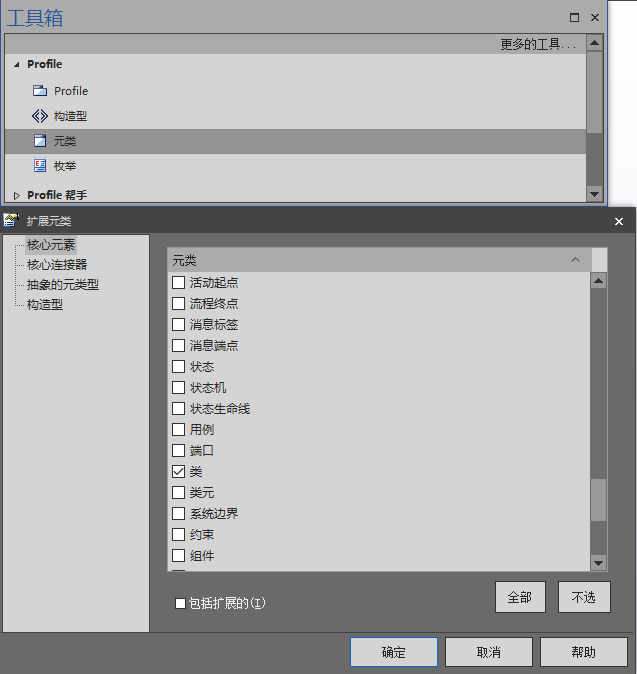 工具箱
更多的工具...
Profile
Profile
构造型
元类
枚举
Profile 帮手
扩展元类
核心元素
核心连接器
抽象的元类型
构造型
元类
活动起点
流程终点
消息标签
消息端点
状态
状态机
状态生命线
用例
端口
类
类元
系统边界
约束
组件
包括扩展的(I)
全部
不选
确定
取消
帮助